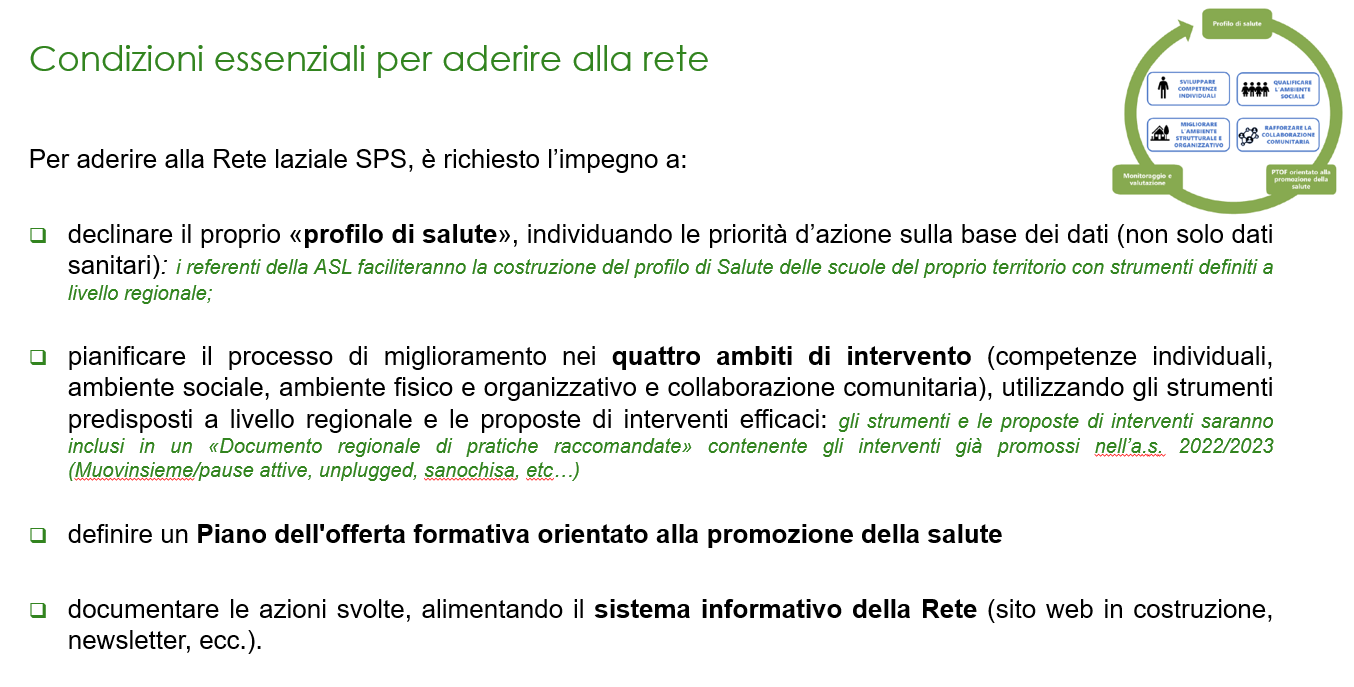 Condizioni essenziali per aderire alla rete
Profilo di salute
SVILUPPARE
COMPETENZE
INDIVIDUALI
QUALIFICARE
L'AMBIENTE
SOCIALE
MIGLIORARE
L'AMBIENTE
STRUTTURALE E
ORGANIZZATIVO
RAFFORZARE LA
COLLABORAZIONE
COMUNITARIA
Monitoraggio e
valutazione
PTOF orientato alla
promozione della
salute
Per aderire alla Rete laziale SPS, è richiesto l’impegno a:
❑ declinare il proprio «profilo di salute», individuando le priorità d’azione sulla base dei dati (non solo dati
sanitari): i referenti della ASL faciliteranno la costruzione del profilo di Salute delle scuole del proprio territorio con strumenti definiti a
livello regionale;
❑ pianificare il processo di miglioramento nei quattro ambiti di intervento (competenze individuali,
ambiente sociale, ambiente fisico e organizzativo e collaborazione comunitaria), utilizzando gli strumenti
predisposti a livello regionale e le proposte di interventi efficaci: gli strumenti e le proposte di interventi saranno
inclusi in un «Documento regionale di pratiche raccomandate» contenente gli interventi già promossi nell’a.s. 2022/2023
(Muovinsieme/pause attive, unplugged, sanochisa, etc…)
❑ definire un Piano dell'offerta formativa orientato alla promozione della salute
❑ documentare le azioni svolte, alimentando il sistema informativo della Rete (sito web in costruzione,
newsletter, ecc.).